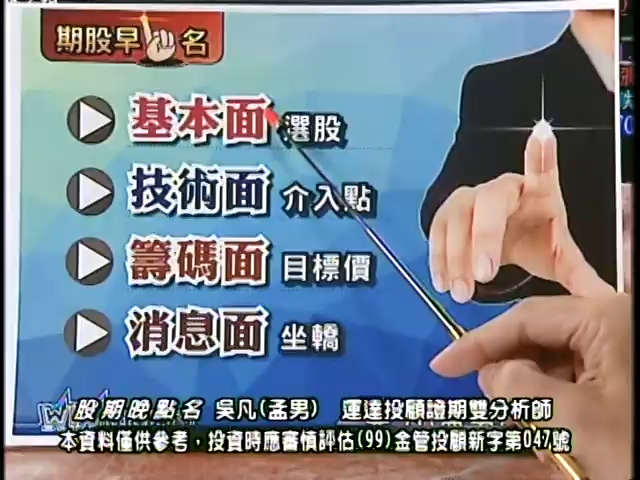 期股早 名
基本面 選股
技術面 介入點
籌碼面 目標價
消息面 坐轎
股期晚點名 吳凡(孟男) 運達投顧證期雙分析師
本資料僅供參考，投資時應審慎評估(99)金管投顧新字第047號